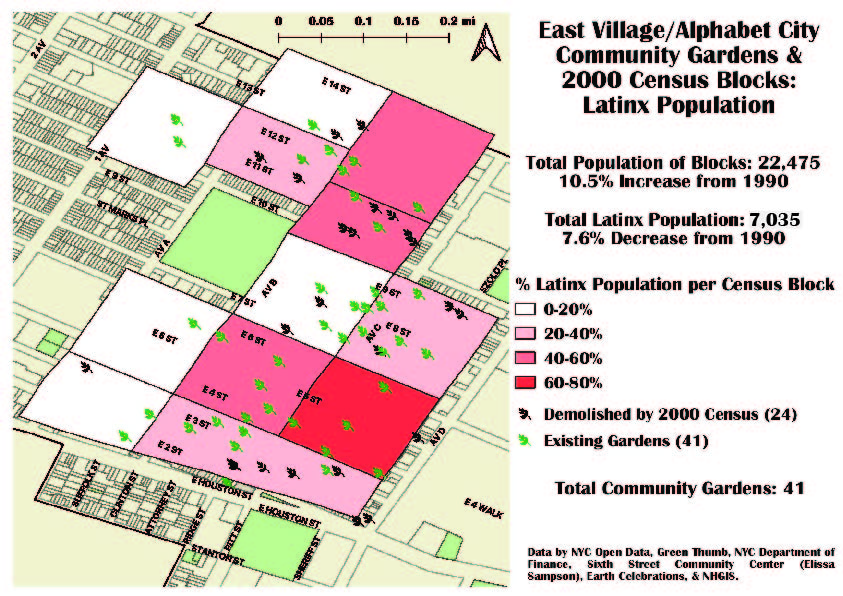 0 0.05 0.1 0.15 0.2 mi
East Village/Alphabet City
Community Gardens &
2000 Census Blocks:
Latinx Population
Total Population of Blocks: 22,475
10.5% Increase from 1990
Total Latinx Population: 7,035
7.6% Decrease from 1990
% Latinx Population per Census Block
0-20%
20-40%
40-60%
60-80%
Demolished by 2000 Census (24)
Existing Gardens (41)
Total Community Gardens: 41
Data by NYC Open Data, Green Thumb, NYC Department of
Finance, Sixth Street Community Center (Elissa
Sampson), Earth Celebrations, & NHGIS.
2 AV
E 14 ST
E 13 ST
E 12 ST
E 11 ST
1 AV
E 9 ST
E 10 ST
ST MARKS PL
AV A
SZOLD PL
AV B
E 7 ST
E 9 ST
E 6 ST
E 6 ST
AV C
E 8 ST
E 4 ST
E 5 ST
E 3 ST
E 2 ST
AV D
E HOUSTON ST
E HOUSTON ST
E 4 WALK
SUFFOLK ST
CLINTON ST
ATTORNEY ST
RIDGE ST
PITT ST
STANTON ST
SHERIFF ST